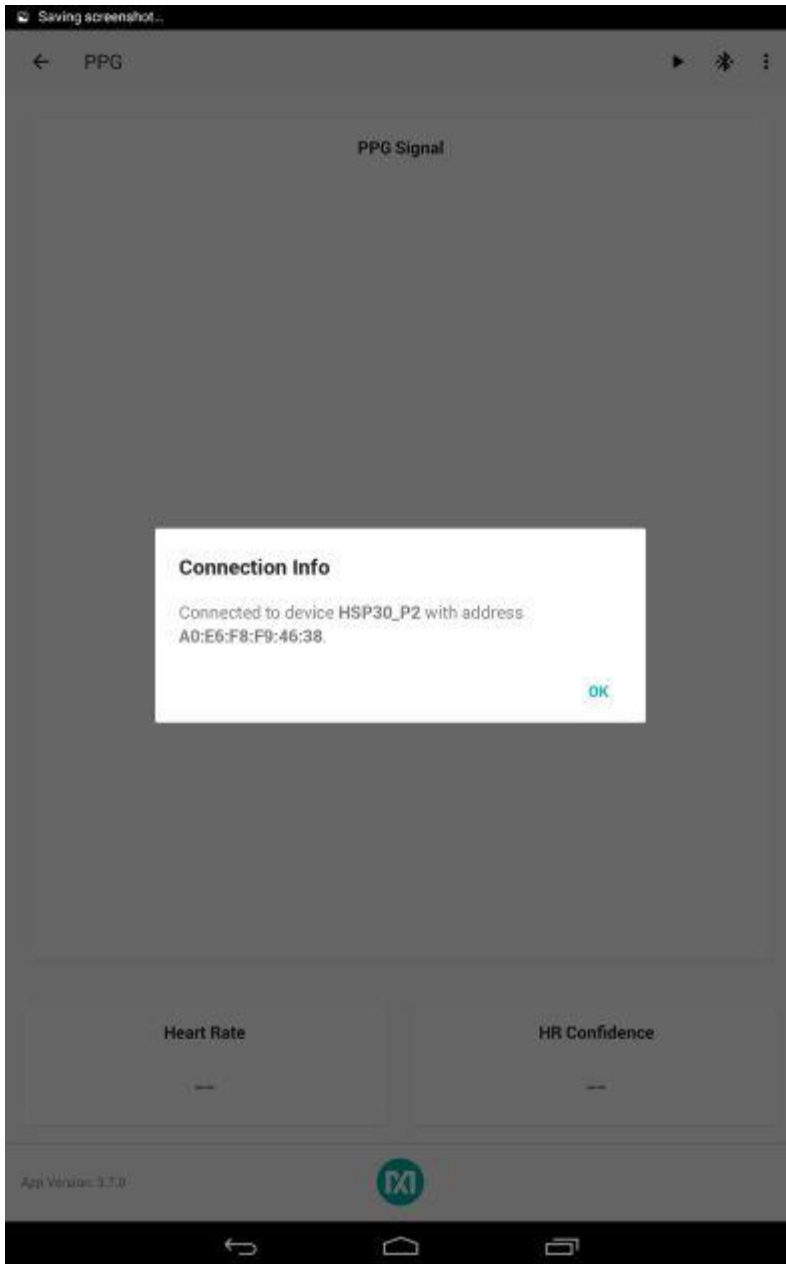 Saving screenshot...
PPG
PPG Signal
Connection Info
Connected to device HSP30_P2 with address
A0:E6:F8:F9:46:38.
OK
Heart Rate
HR Confidence
--
--
App Version: 3.7.0